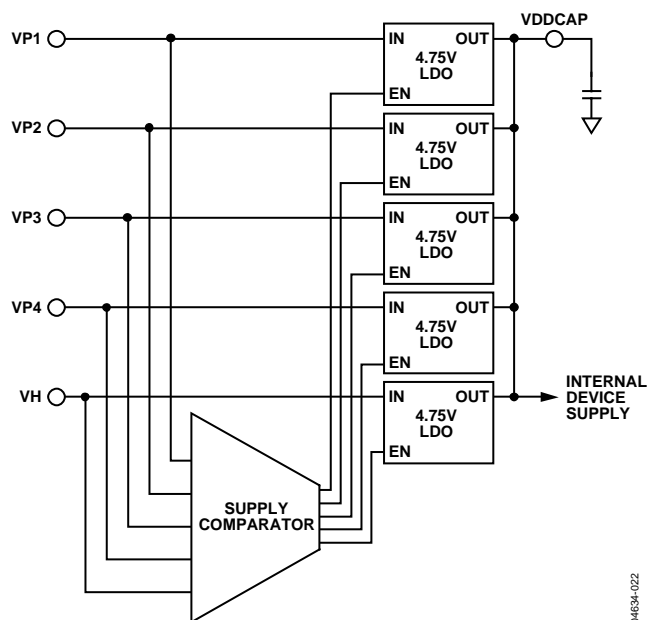 VDDCAP
VP1
IN OUT
4.75V
LDO
EN
VP2
IN OUT
4.75V
LDO
EN
VP3
IN OUT
4.75V
LDO
EN
VP4
IN OUT
4.75V
LDO
EN
VH
IN OUT
4.75V
LDO
EN
INTERNAL
DEVICE
SUPPLY
SUPPLY
COMPARATOR
04634-022